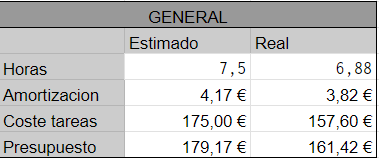 GENERAL
Estimado Real
Horas 7,5 6,88
Amortizacion 4,17 € 3,82 €
Coste tareas 175,00 € 157,60 €
Presupuesto 179,17 € 161,42 €